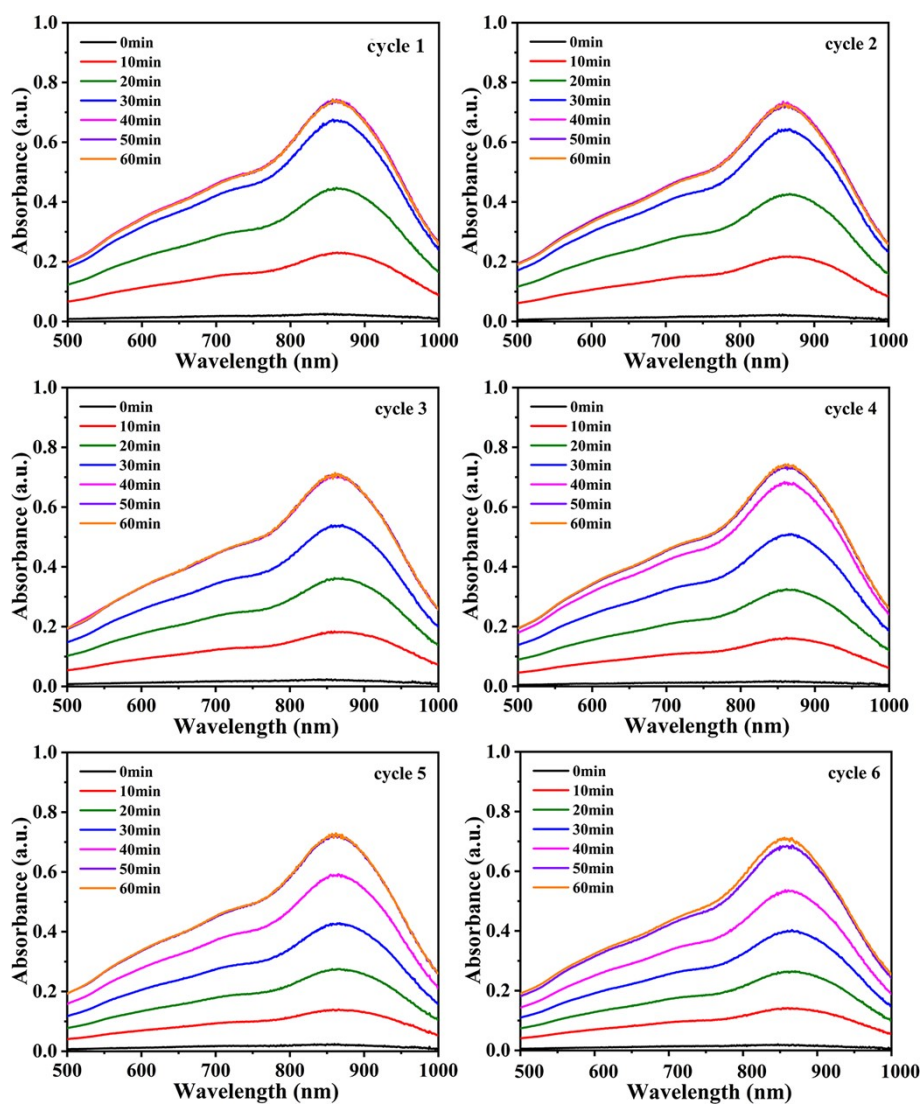 cycle 1
0min
10min
20min
30min
40min
50min
60min
Absorbance (a.u.)
1.0
0.8
0.6
0.4
0.2
0.0
500 600 700 800 900 1000
Wavelength (nm)
cycle 2
0min
10min
20min
30min
40min
50min
60min
Absorbance (a.u.)
1.0
0.8
0.6
0.4
0.2
0.0
500 600 700 800 900 1000
Wavelength (nm)
cycle 3
0min
10min
20min
30min
40min
50min
60min
Absorbance (a.u.)
1.0
0.8
0.6
0.4
0.2
0.0
500 600 700 800 900 1000
Wavelength (nm)
cycle 4
0min
10min
20min
30min
40min
50min
60min
Absorbance (a.u.)
1.0
0.8
0.6
0.4
0.2
0.0
500 600 700 800 900 1000
Wavelength (nm)
cycle 5
0min
10min
20min
30min
40min
50min
60min
Absorbance (a.u.)
1.0
0.8
0.6
0.4
0.2
0.0
500 600 700 800 900 1000
Wavelength (nm)
cycle 6
0min
10min
20min
30min
40min
50min
60min
Absorbance (a.u.)
1.0
0.8
0.6
0.4
0.2
0.0
500 600 700 800 900 1000
Wavelength (nm)